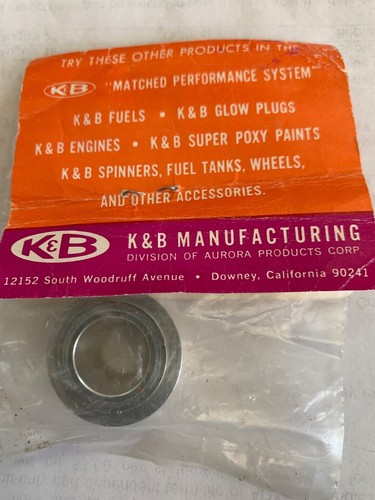 TRY THESE OTHER PRODUCTS IN THE
K&B "MATCHED PERFORMANCE SYSTEM"
K & B FUELS • K & B GLOW PLUGS
K & B ENGINES • K & B SUPER POXY PAINTS
K & B SPINNERS, FUEL TANKS, WHEELS,
AND OTHER ACCESSORIES.
K&B K & B MANUFACTURING
DIVISION OF AURORA PRODUCTS CORP.
12152 South Woodruff Avenue • Downey, California 90241